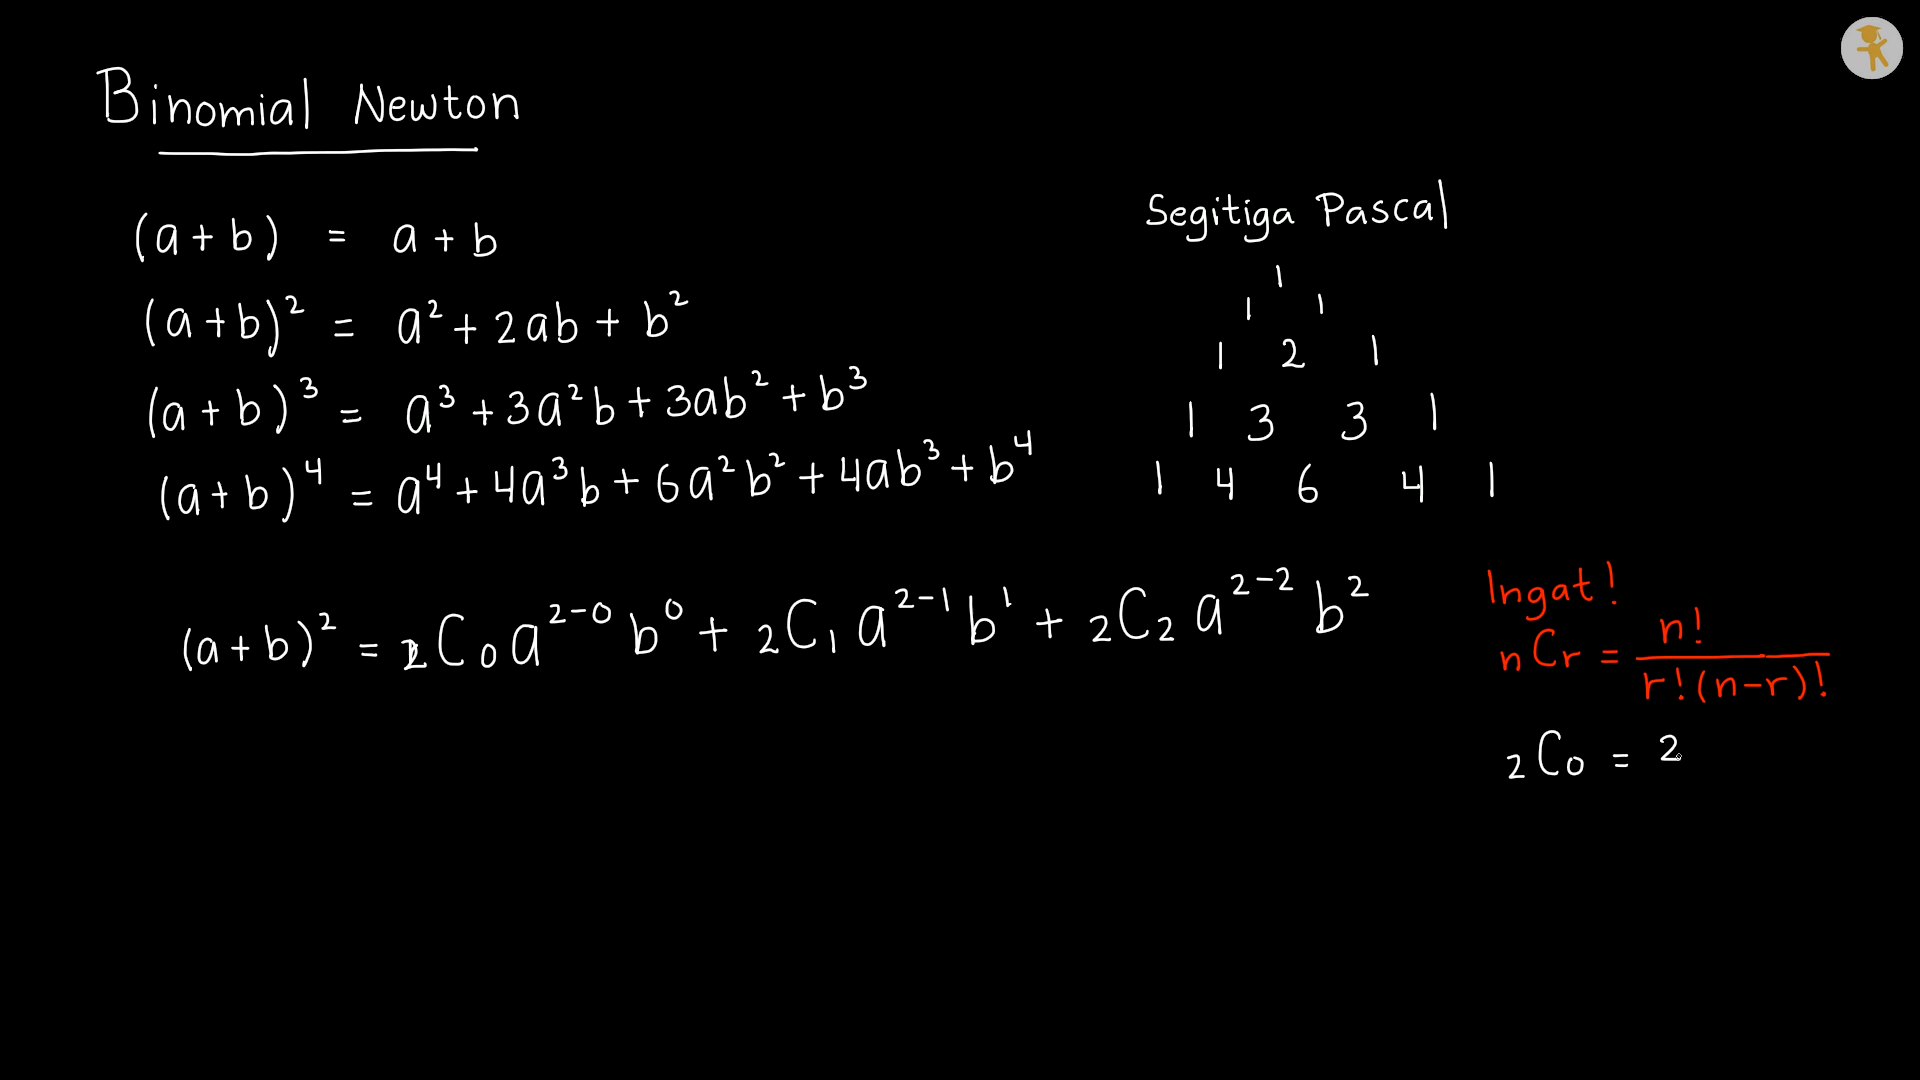 Binomial Newton
(a+b) = a+b
(a+b)² = a² + 2ab + b²
(a+b)³ = a³ + 3a²b + 3ab² + b³
(a+b)⁴ = a⁴ + 4a³b + 6a²b² + 4ab³ + b⁴
Segitiga Pascal
1
1 1
1 2 1
1 3 3 1
1 4 6 4 1
(a+b)² = ₂C₀ a²⁻⁰ b⁰ + ₂C₁ a²⁻¹ b¹ + ₂C₂ a²⁻² b²
Ingat!
nCr = n! / r!(n-r)!
₂C₀ = 2